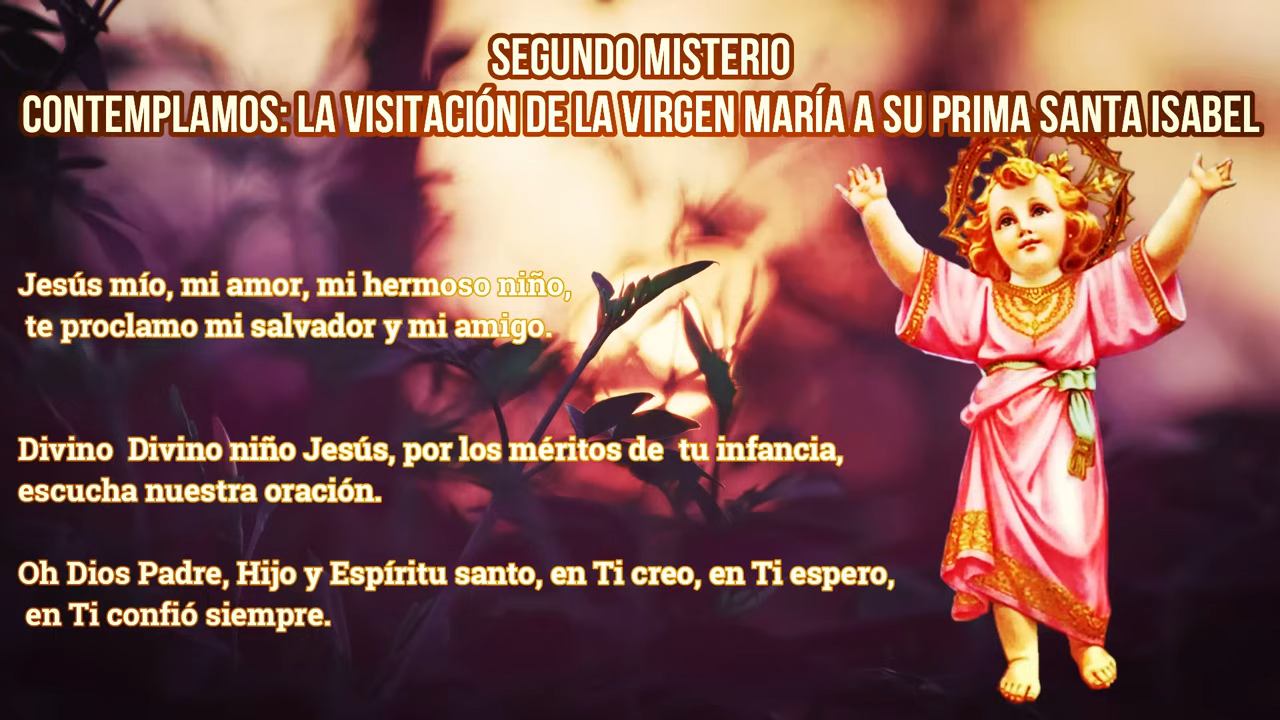 SEGUNDO MISTERIO
CONTEMPLAMOS: LA VISITACIÓN DE LA VIRGEN MARÍA A SU PRIMA SANTA ISABEL
Jesús mío, mi amor, mi hermoso niño,
te proclamo mi salvador y mi amigo.
Divino Divino niño Jesús, por los méritos de tu infancia,
escucha nuestra oración.
Oh Dios Padre, Hijo y Espíritu santo, en Ti creo, en Ti espero,
en Ti confió siempre.